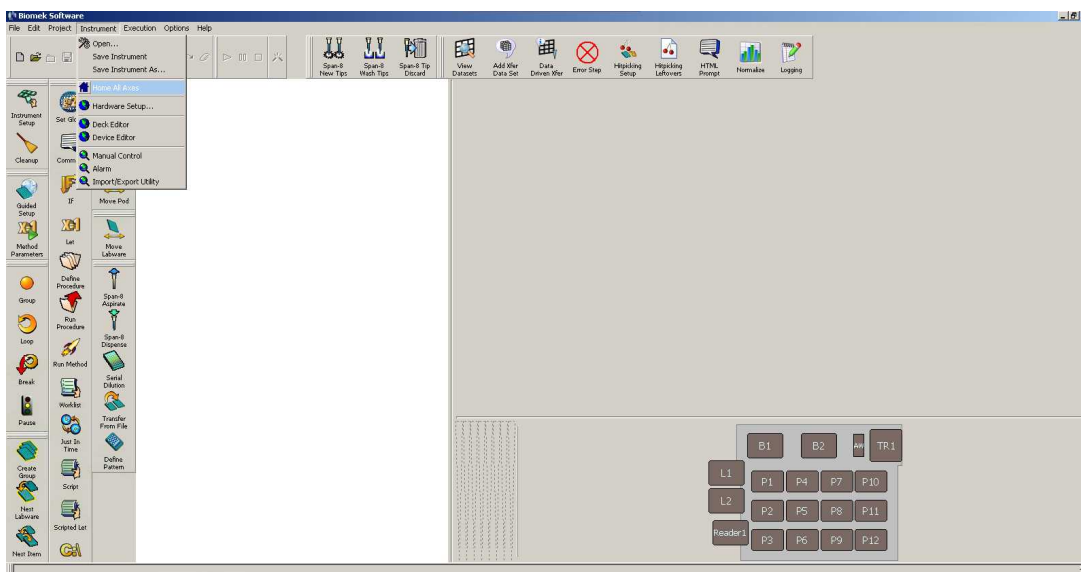 Biomek Software
File Edit Project Instrument Execution Options Help
Open...
Save Instrument
Save Instrument As...
Home All Axes
Hardware Setup...
Deck Editor
Device Editor
Manual Control
Alarm
Import/Export Utility
Span-8
New Tips
Span-8
Wash Tips
Span-8 Tip
Discard
View
Datasets
Add Xfer
Data Set
Data
Driven Xfer
Error Step
Hitpicking
Setup
Hitpicking
Leftovers
HTML
Prompt
Normalize
Logging
Instrument
Setup
Cleanup
Guided
Setup
Method
Parameters
Group
Loop
Break
Pause
Create
Group
Nest
Labware
Nest Item
Set Glo
Comm
If
Let
Define
Procedure
Run
Procedure
Run Method
Worklist
Just In
Time
Script
Scripted Let
Move Pod
Move
Labware
Span-8
Aspirate
Span-8
Dispense
Serial
Dilution
Transfer
From File
Define
Pattern
B1 B2 TR1
L1 P1 P4 P7 P10
L2 P2 P5 P8 P11
Reader1 P3 P6 P9 P12